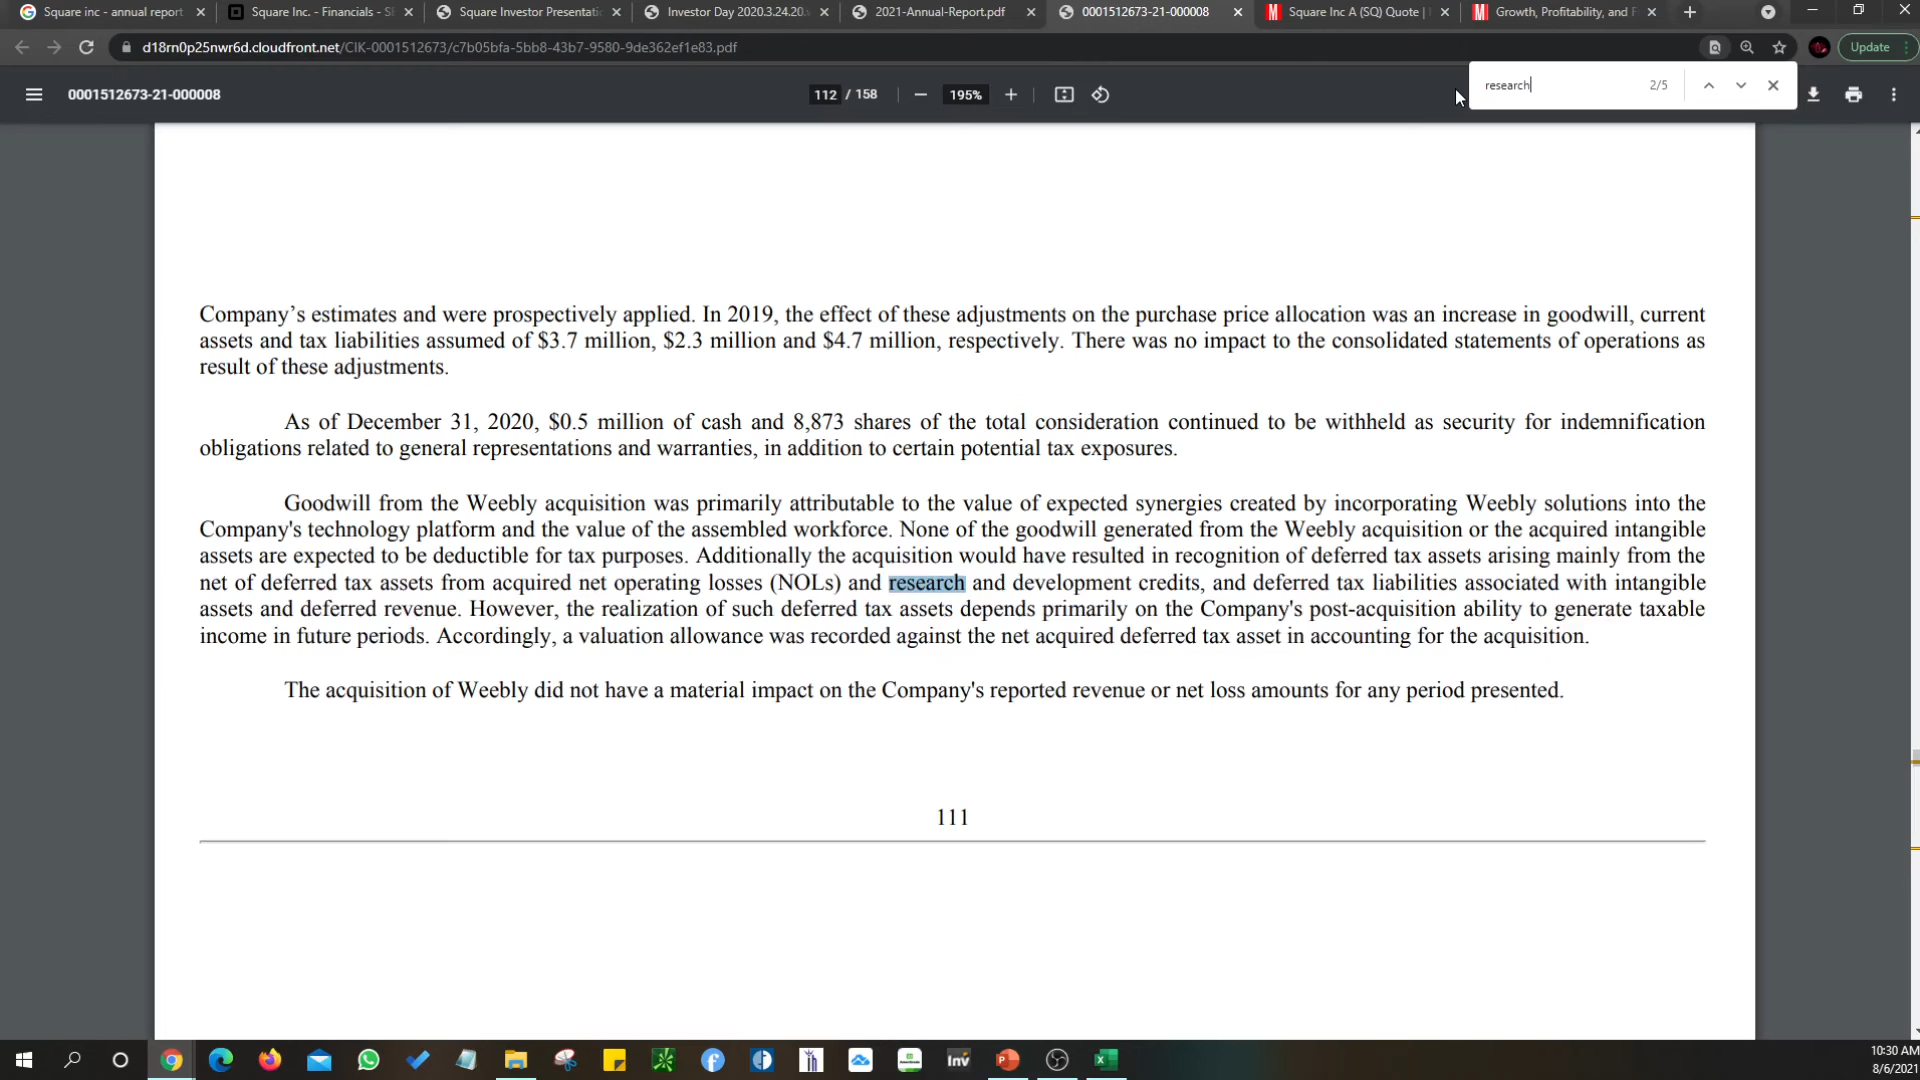 Square inc - annual report
Square Inc. - Financials - SE
Square Investor Presentatio
Investor Day 2020.3.24.20.v
2021-Annual-Report.pdf
0001512673-21-000008
Square Inc A (SQ) Quote |
Growth, Profitability, and F
d18rn0p25nwr6d.cloudfront.net/CIK-0001512673/c7b05bfa-5bb8-43b7-9580-9de362ef1e83.pdf
Update
0001512673-21-000008
112 / 158
195%
research
2/5
Company’s estimates and were prospectively applied. In 2019, the effect of these adjustments on the purchase price allocation was an increase in goodwill, current
assets and tax liabilities assumed of $3.7 million, $2.3 million and $4.7 million, respectively. There was no impact to the consolidated statements of operations as
result of these adjustments.
As of December 31, 2020, $0.5 million of cash and 8,873 shares of the total consideration continued to be withheld as security for indemnification
obligations related to general representations and warranties, in addition to certain potential tax exposures.
Goodwill from the Weebly acquisition was primarily attributable to the value of expected synergies created by incorporating Weebly solutions into the
Company's technology platform and the value of the assembled workforce. None of the goodwill generated from the Weebly acquisition or the acquired intangible
assets are expected to be deductible for tax purposes. Additionally the acquisition would have resulted in recognition of deferred tax assets arising mainly from the
net of deferred tax assets from acquired net operating losses (NOLs) and research and development credits, and deferred tax liabilities associated with intangible
assets and deferred revenue. However, the realization of such deferred tax assets depends primarily on the Company's post-acquisition ability to generate taxable
income in future periods. Accordingly, a valuation allowance was recorded against the net acquired deferred tax asset in accounting for the acquisition.
The acquisition of Weebly did not have a material impact on the Company's reported revenue or net loss amounts for any period presented.
111
Inv
10:30 AM
8/6/2021